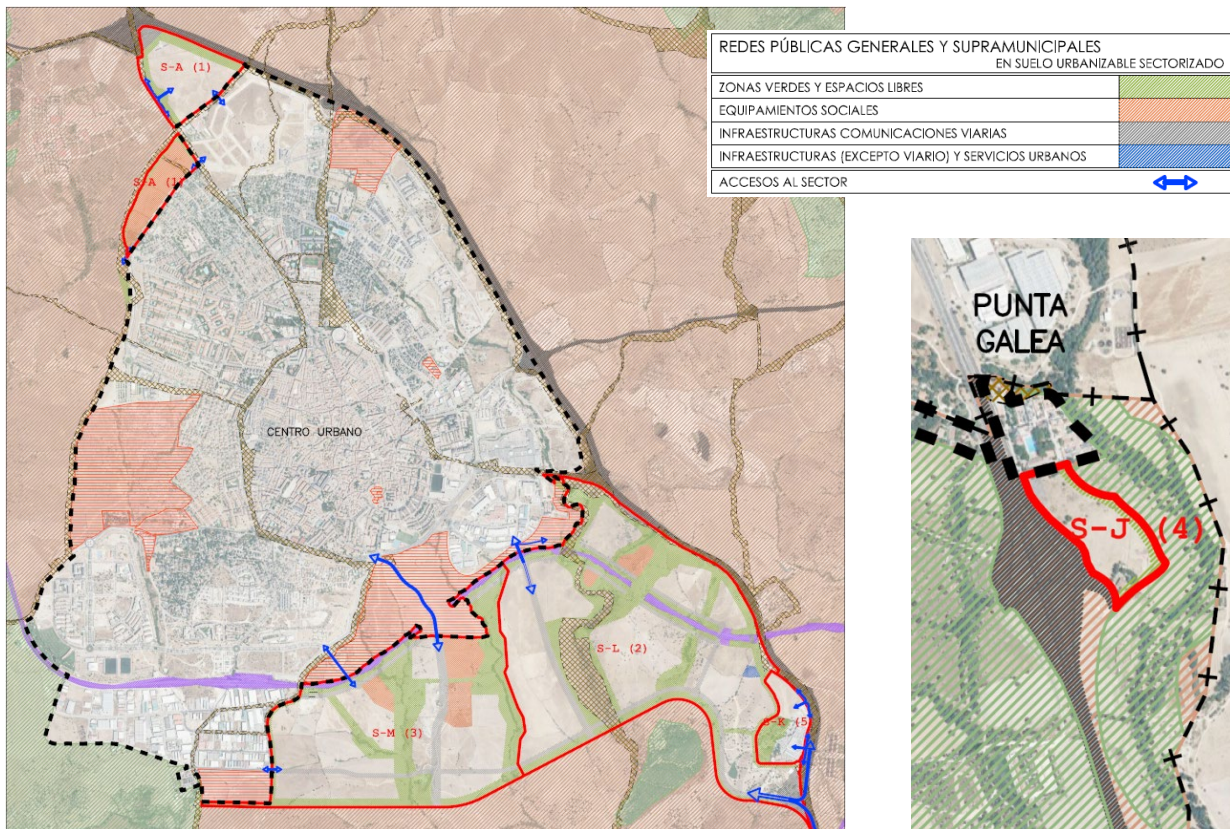 S-A (1)
S-A (1)
CENTRO URBANO
S-L (2)
S-M (3)
S-K (5
REDES PÚBLICAS GENERALES Y SUPRAMUNICIPALES
EN SUELO URBANIZABLE SECTORIZADO
ZONAS VERDES Y ESPACIOS LIBRES
EQUIPAMIENTOS SOCIALES
INFRAESTRUCTURAS COMUNICACIONES VIARIAS
INFRAESTRUCTURAS (EXCEPTO VIARIO) Y SERVICIOS URBANOS
ACCESOS AL SECTOR
PUNTA
GALEA
S-J (4)